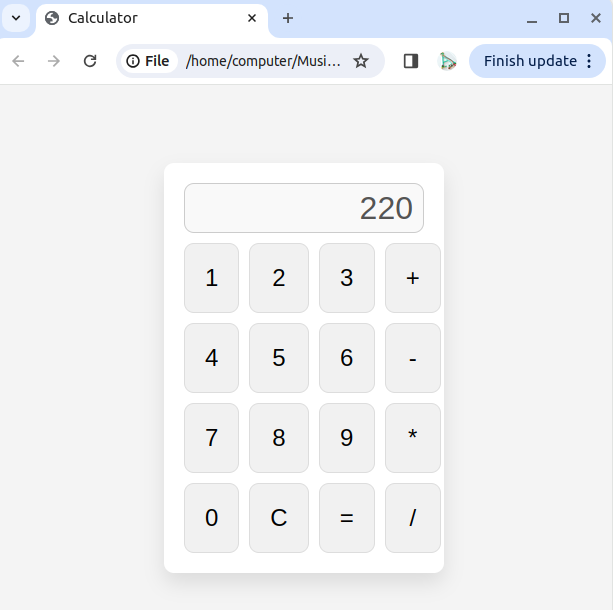 Calculator
File /home/computer/Musi... Finish update
220
1 2 3 +
4 5 6 -
7 8 9 *
0 C = /